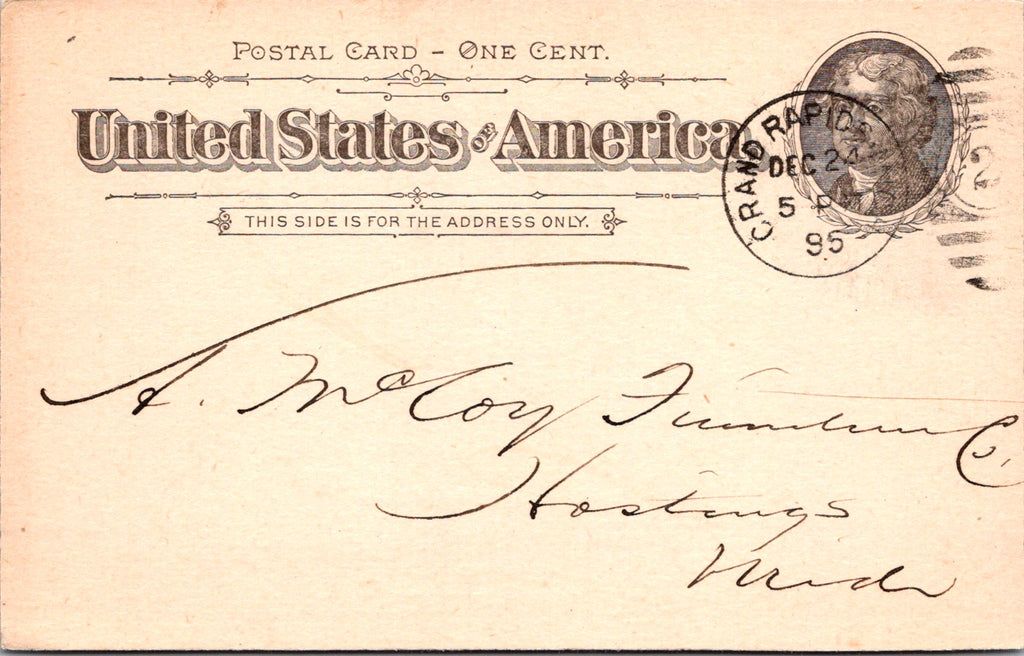 POSTAL CARD – ONE CENT.
United States OF America
THIS SIDE IS FOR THE ADDRESS ONLY.
GRAND RAPIDS
DEC 24
5 P
95
2
A. McCoy Furniture Co.
Hastings
Mich